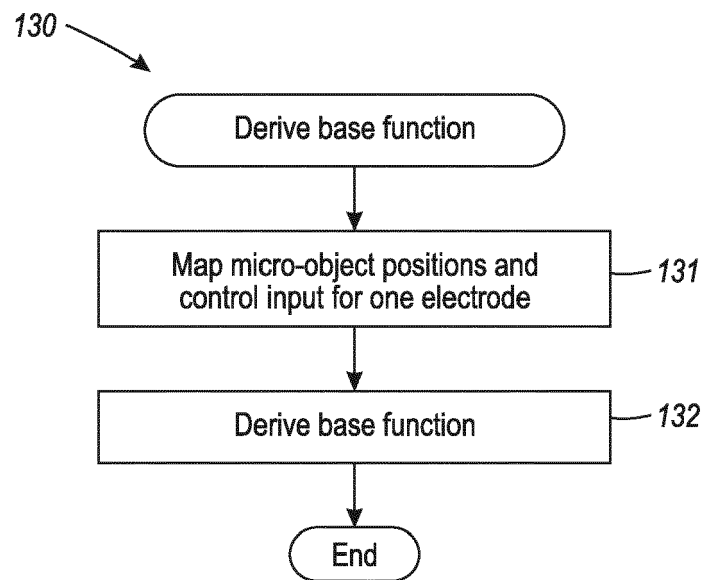 130
Derive base function
Map micro-object positions and
control input for one electrode
131
Derive base function
132
End